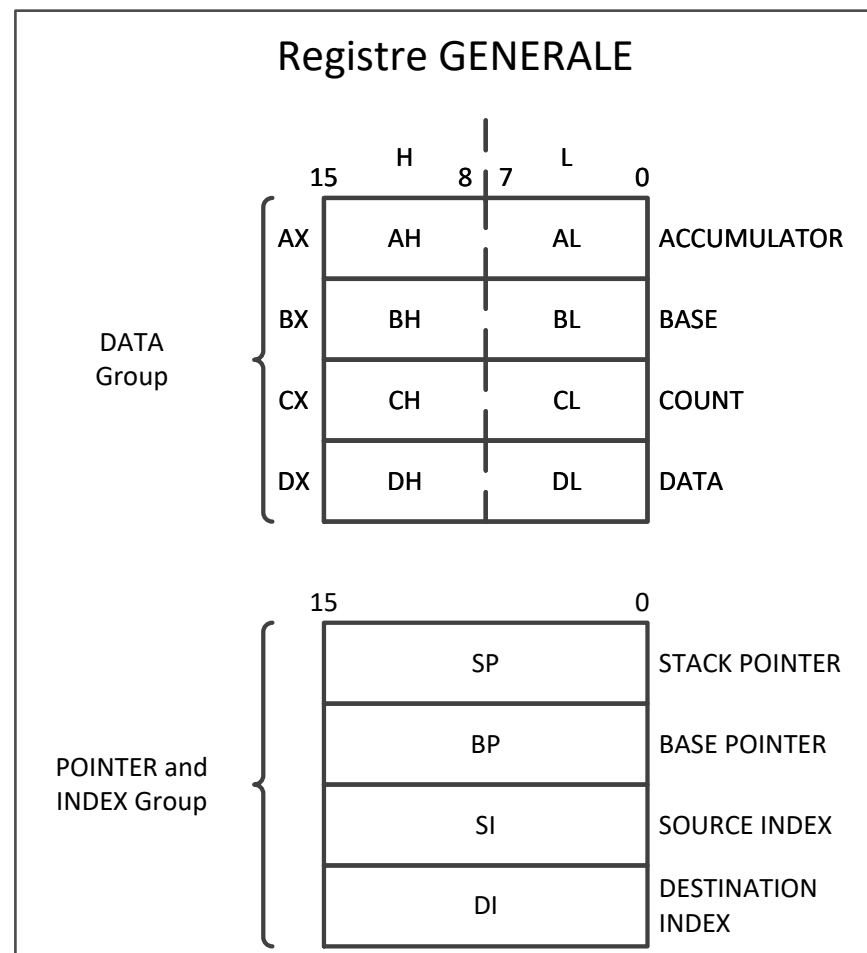 Registre GENERALE
H L
15 8 7 0
AX AH AL ACCUMULATOR
BX BH BL BASE
DATA
Group
CX CH CL COUNT
DX DH DL DATA
15 0
SP STACK POINTER
BP BASE POINTER
POINTER and
INDEX Group
SI SOURCE INDEX
DI DESTINATION
INDEX